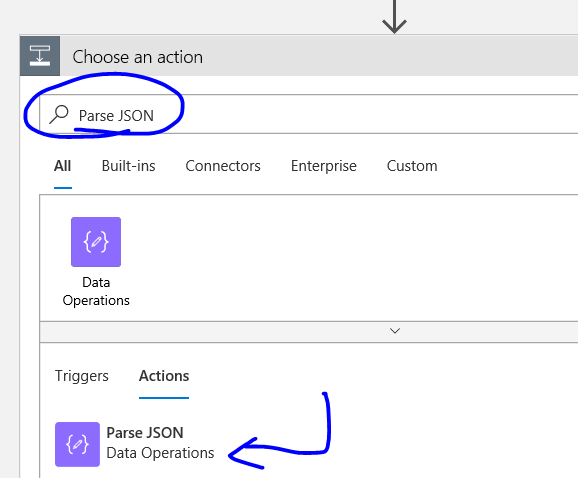 Choose an action
Parse JSON
All Built-ins Connectors Enterprise Custom
Data
Operations
Triggers Actions
Parse JSON
Data Operations